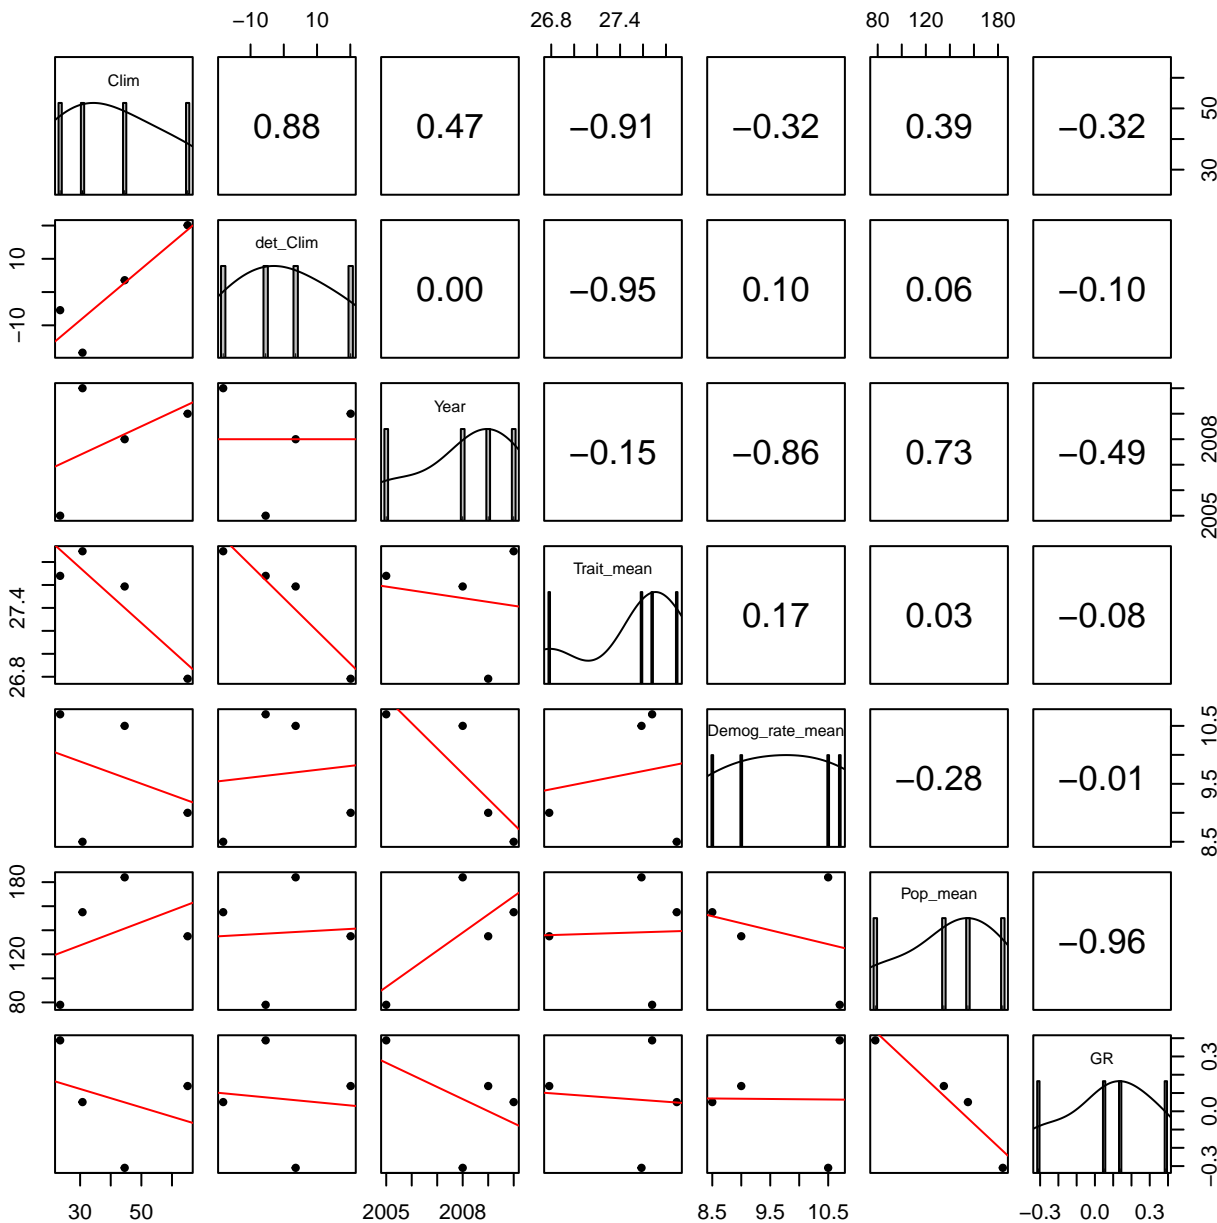 −10 10 26.8 27.4 80 120 180
Clim 0.88 0.47 −0.91 −0.32 0.39 −0.32 30 50
−10 10 det_Clim 0.00 −0.95 0.10 0.06 −0.10
Year −0.15 −0.86 0.73 −0.49 2005 2008
26.8 27.4 Trait_mean 0.17 0.03 −0.08
Demog_rate_mean −0.28 −0.01 8.5 9.5 10.5
80 120 180 Pop_mean −0.96
GR −0.3 0.0 0.3
30 50 2005 2008 8.5 9.5 10.5 −0.3 0.0 0.3